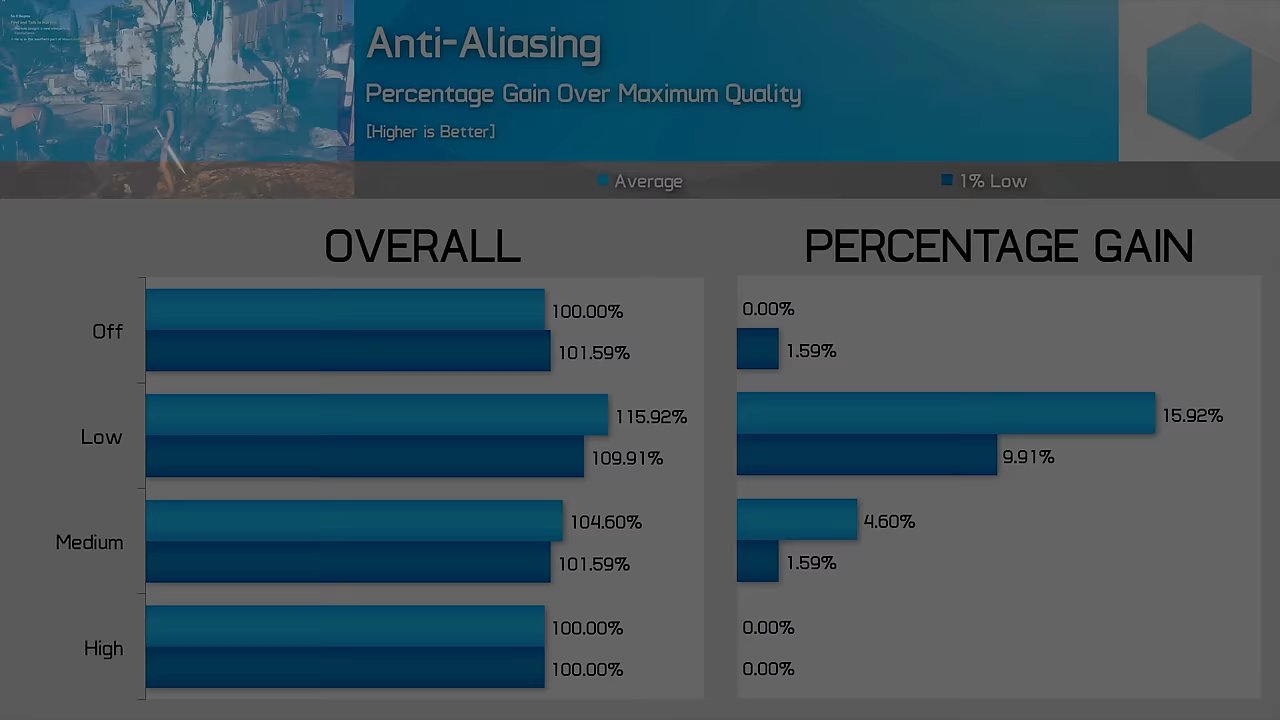 Anti-Aliasing
Percentage Gain Over Maximum Quality
[Higher is Better]
Average
1% Low
OVERALL
PERCENTAGE GAIN
Off
100.00%
101.59%
0.00%
1.59%
Low
115.92%
109.91%
15.92%
9.91%
Medium
104.60%
101.59%
4.60%
1.59%
High
100.00%
100.00%
0.00%
0.00%